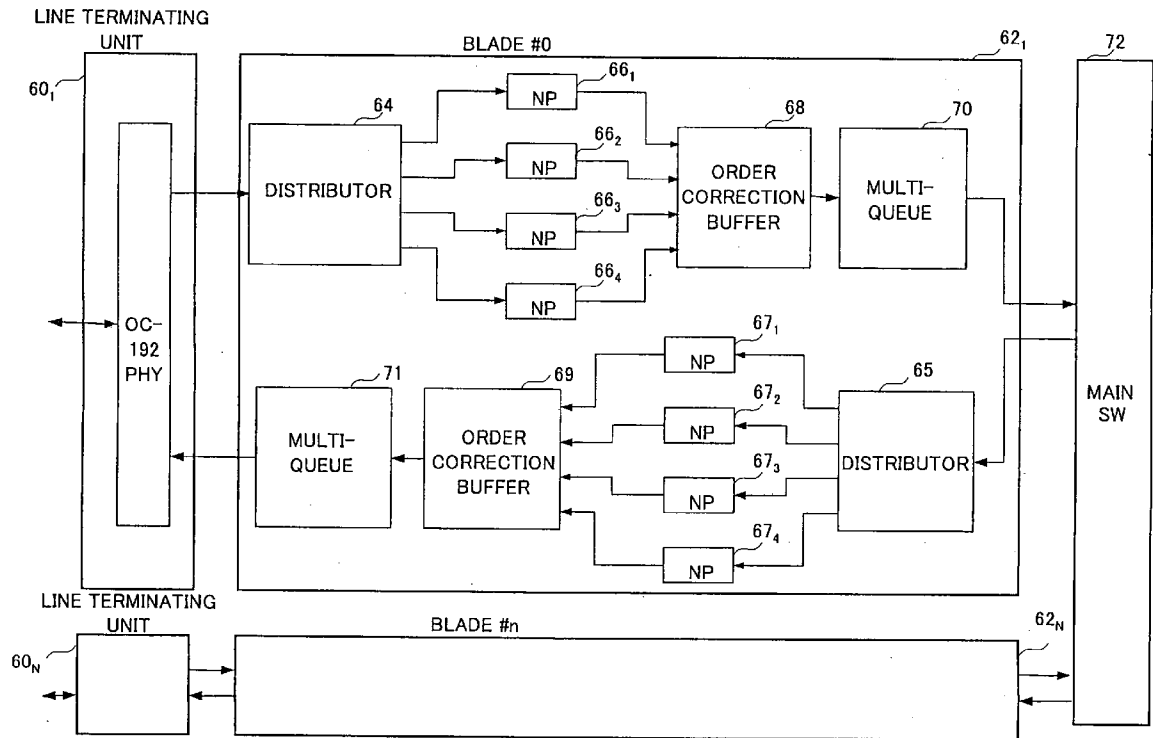 LINE TERMINATING
UNIT
60₁
BLADE #0
62₁
72
64
DISTRIBUTOR
66₁
NP
66₂
NP
66₃
NP
66₄
NP
68
ORDER
CORRECTION
BUFFER
70
MULTI-
QUEUE
OC-
192
PHY
71
MULTI-
QUEUE
69
ORDER
CORRECTION
BUFFER
67₁
NP
67₂
NP
67₃
NP
67₄
NP
65
DISTRIBUTOR
MAIN
SW
LINE TERMINATING
UNIT
60N
BLADE #n
62N